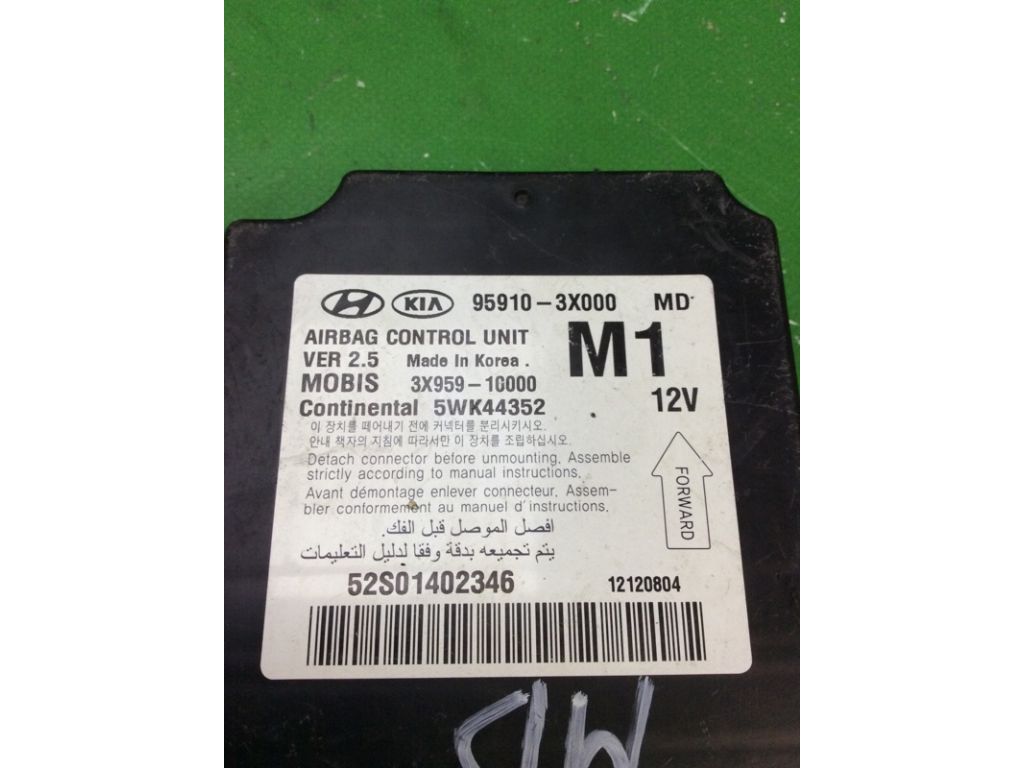 KIA 95910-3X000 MD
AIRBAG CONTROL UNIT
VER 2.5 Made In Korea .
M1
MOBIS 3X959-1G000
Continental 5WK44352
12V
이 장치를 떼어내기 전에 커넥터를 분리시키시오.
안내 책자의 지침에 따라서만 이 장치를 조립하십시오.
Detach connector before unmounting, Assemble
strictly according to manual instructions.
Avant démontage enlever connecteur, Assem-
bler conformement au manuel d'instructions.
افصل الموصل قبل الفك.
يتم تجميعه بدقة وفقا لدليل التعليمات
FORWARD
52S01402346 12120804